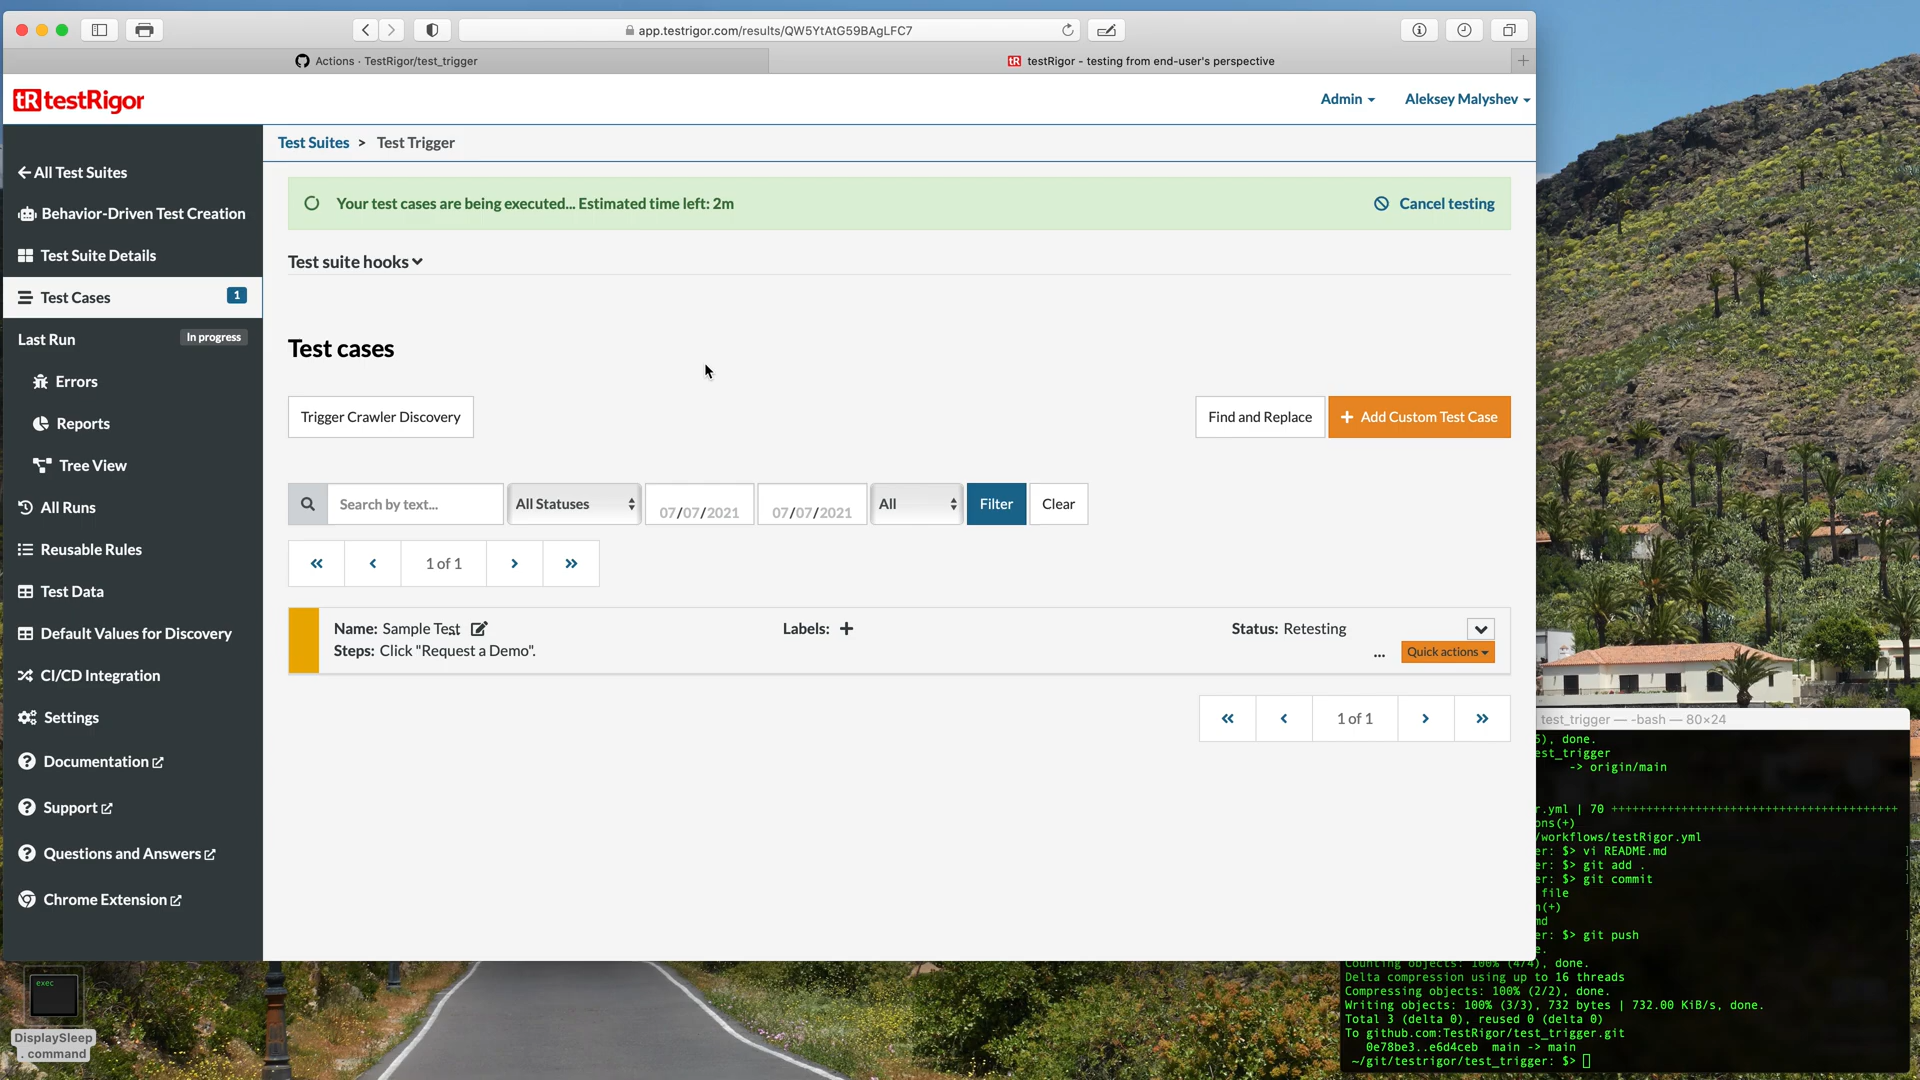 app.testrigor.com/results/QW5YtAtG59BAgLFC7
Actions · TestRigor/test_trigger
tR testRigor - testing from end-user's perspective
tR testRigor
Admin
Aleksey Malyshev
All Test Suites
Behavior-Driven Test Creation
Test Suite Details
Test Cases 1
Last Run In progress
Errors
Reports
Tree View
All Runs
Reusable Rules
Test Data
Default Values for Discovery
CI/CD Integration
Settings
Documentation
Support
Questions and Answers
Chrome Extension
Test Suites > Test Trigger
Your test cases are being executed... Estimated time left: 2m
Cancel testing
Test suite hooks
Test cases
Trigger Crawler Discovery
Find and Replace
+ Add Custom Test Case
Search by text...
All Statuses
07/07/2021
07/07/2021
All
Filter
Clear
« ‹ 1 of 1 › »
Name: Sample Test
Labels: +
Status: Retesting
Steps: Click "Request a Demo".
...
Quick actions
« ‹ 1 of 1 › »
test_trigger — -bash — 80×24
5), done.
est_trigger
-> origin/main
r.yml | 70 ++++++++++++++++++++++++++++++++++++++++++
ons(+)
/workflows/testRigor.yml
er: $> vi README.md
er: $> git add .
er: $> git commit
file
n(+)
md
er: $> git push
e.
Counting objects: 100% (4/4), done.
Delta compression using up to 16 threads
Compressing objects: 100% (2/2), done.
Writing objects: 100% (3/3), 732 bytes | 732.00 KiB/s, done.
Total 3 (delta 0), reused 0 (delta 0)
To github.com:TestRigor/test_trigger.git
0e78be3..e6d4ceb main -> main
~/git/testrigor/test_trigger: $>
exec
DisplaySleep
.command